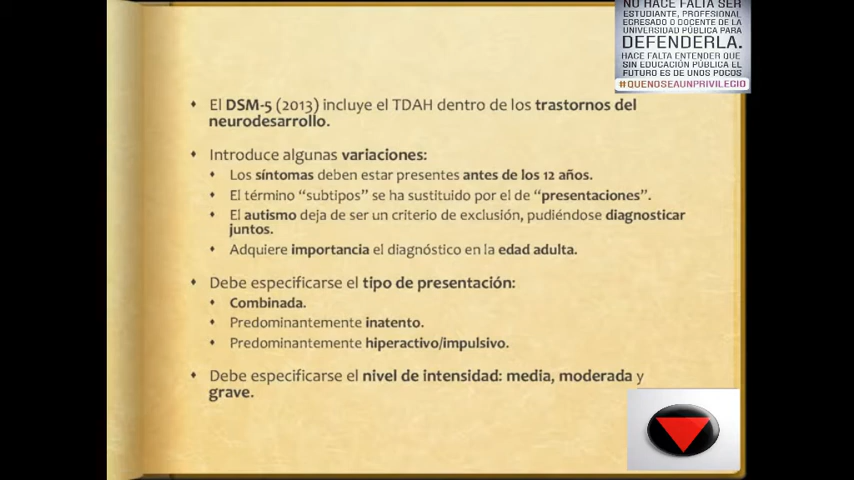 NO HACE FALTA SER
ESTUDIANTE, PROFESIONAL
EGRESADO O DOCENTE DE LA
UNIVERSIDAD PÚBLICA PARA
DEFENDERLA.
HACE FALTA ENTENDER QUE
SIN EDUCACIÓN PÚBLICA EL
FUTURO ES DE UNOS POCOS
#QUENOSEAUNPRIVILEGIO
El DSM-5 (2013) incluye el TDAH dentro de los trastornos del
neurodesarrollo.
Introduce algunas variaciones:
Los síntomas deben estar presentes antes de los 12 años.
El término “subtipos” se ha sustituido por el de “presentaciones”.
El autismo deja de ser un criterio de exclusión, pudiéndose diagnosticar
juntos.
Adquiere importancia el diagnóstico en la edad adulta.
Debe especificarse el tipo de presentación:
Combinada.
Predominantemente inatento.
Predominantemente hiperactivo/impulsivo.
Debe especificarse el nivel de intensidad: media, moderada y
grave.